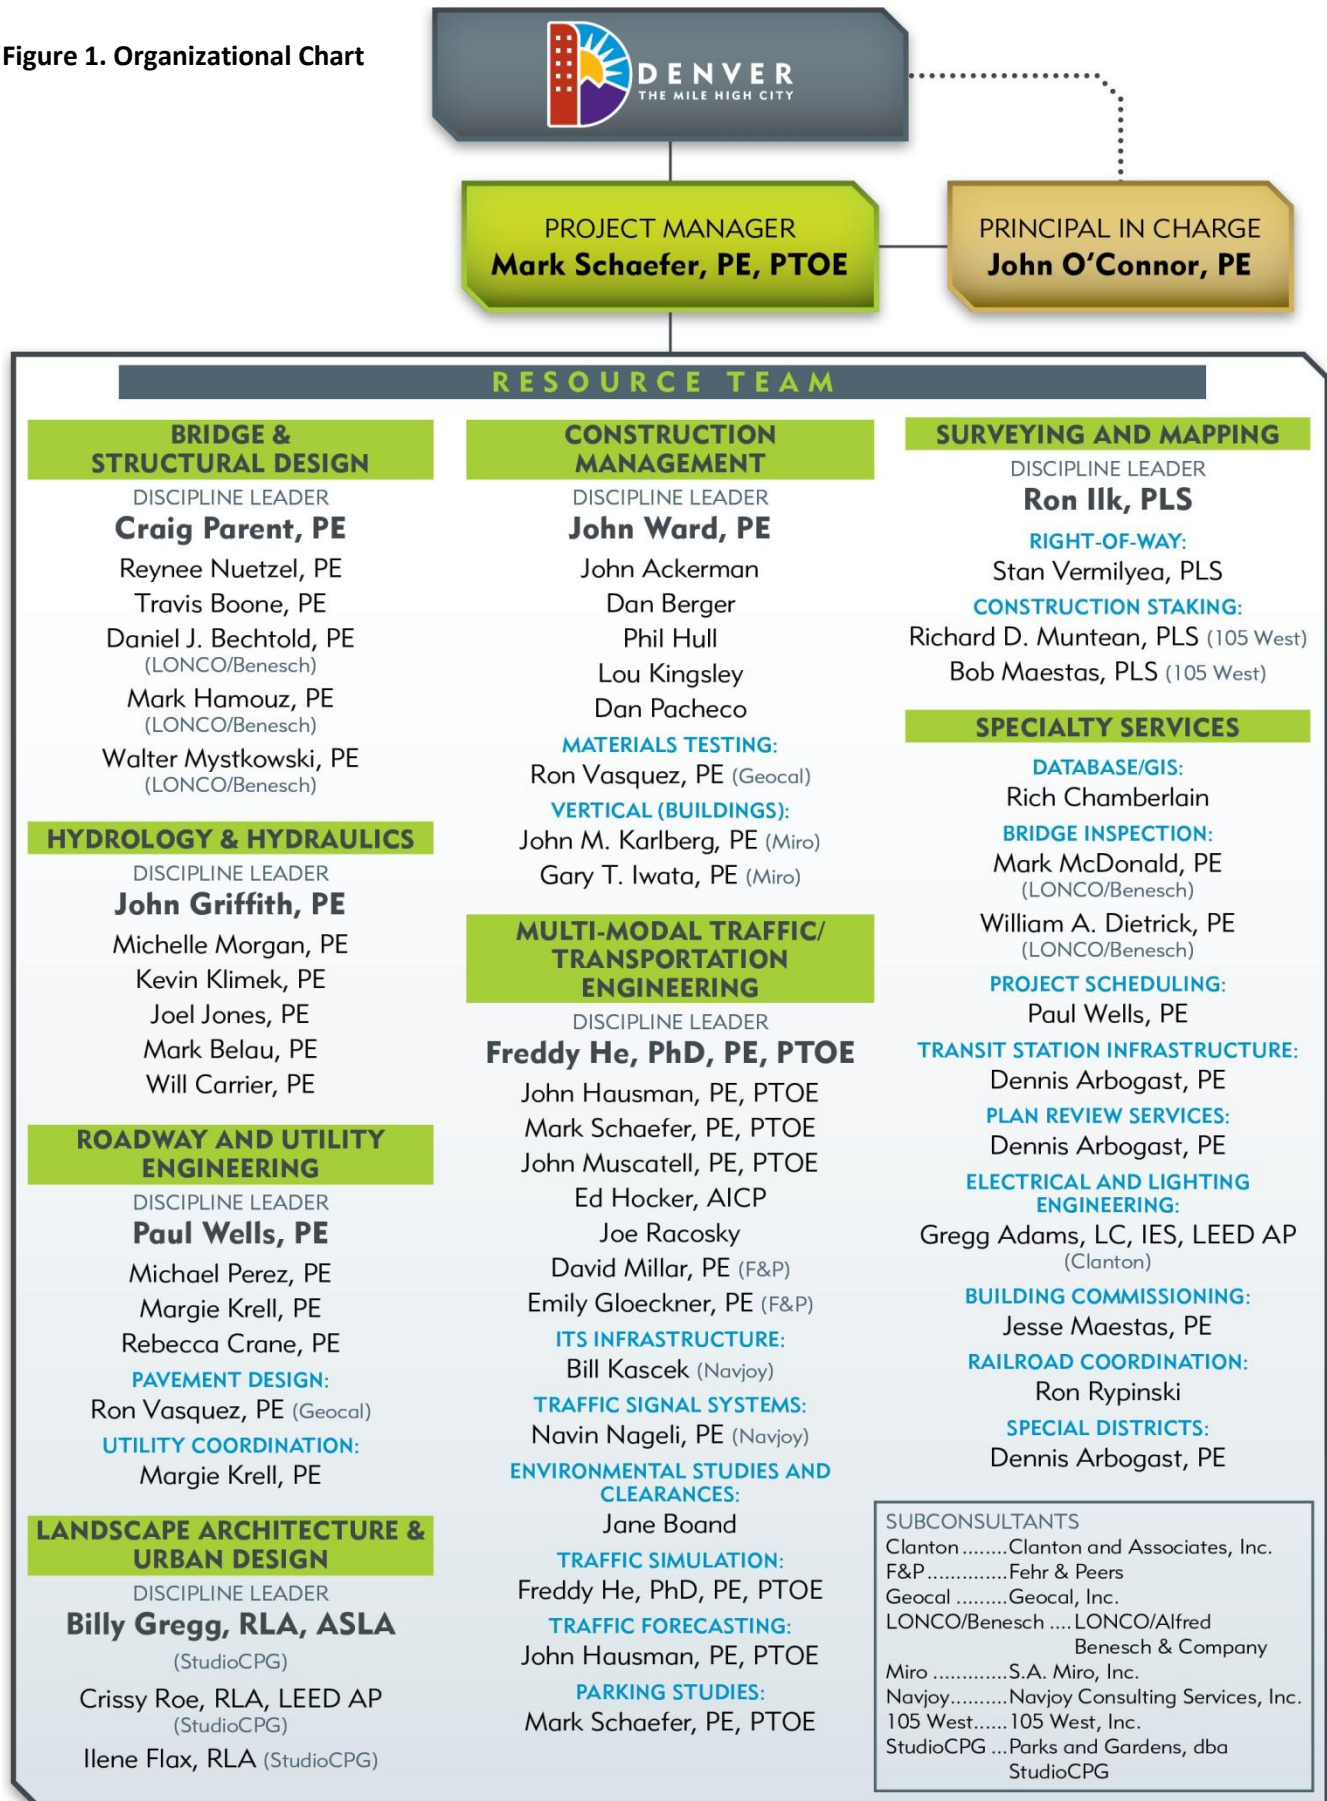 Figure 1. Organizational Chart
DENVER
THE MILE HIGH CITY
PROJECT MANAGER
Mark Schaefer, PE, PTOE
PRINCIPAL IN CHARGE
John O'Connor, PE
RESOURCE TEAM
BRIDGE &
STRUCTURAL DESIGN
DISCIPLINE LEADER
Craig Parent, PE
Reynee Nuetzel, PE
Travis Boone, PE
Daniel J. Bechtold, PE
(LONCO/Benesch)
Mark Hamouz, PE
(LONCO/Benesch)
Walter Mystkowski, PE
(LONCO/Benesch)
HYDROLOGY & HYDRAULICS
DISCIPLINE LEADER
John Griffith, PE
Michelle Morgan, PE
Kevin Klimek, PE
Joel Jones, PE
Mark Belau, PE
Will Carrier, PE
ROADWAY AND UTILITY
ENGINEERING
DISCIPLINE LEADER
Paul Wells, PE
Michael Perez, PE
Margie Krell, PE
Rebecca Crane, PE
PAVEMENT DESIGN:
Ron Vasquez, PE (Geocal)
UTILITY COORDINATION:
Margie Krell, PE
LANDSCAPE ARCHITECTURE &
URBAN DESIGN
DISCIPLINE LEADER
Billy Gregg, RLA, ASLA
(StudioCPG)
Crissy Roe, RLA, LEED AP
(StudioCPG)
Ilene Flax, RLA (StudioCPG)
CONSTRUCTION
MANAGEMENT
DISCIPLINE LEADER
John Ward, PE
John Ackerman
Dan Berger
Phil Hull
Lou Kingsley
Dan Pacheco
MATERIALS TESTING:
Ron Vasquez, PE (Geocal)
VERTICAL (BUILDINGS):
John M. Karlberg, PE (Miro)
Gary T. Iwata, PE (Miro)
MULTI-MODAL TRAFFIC/
TRANSPORTATION
ENGINEERING
DISCIPLINE LEADER
Freddy He, PhD, PE, PTOE
John Hausman, PE, PTOE
Mark Schaefer, PE, PTOE
John Muscatell, PE, PTOE
Ed Hocker, AICP
Joe Racosky
David Millar, PE (F&P)
Emily Gloeckner, PE (F&P)
ITS INFRASTRUCTURE:
Bill Kascek (Navjoy)
TRAFFIC SIGNAL SYSTEMS:
Navin Nageli, PE (Navjoy)
ENVIRONMENTAL STUDIES AND
CLEARANCES:
Jane Boand
TRAFFIC SIMULATION:
Freddy He, PhD, PE, PTOE
TRAFFIC FORECASTING:
John Hausman, PE, PTOE
PARKING STUDIES:
Mark Schaefer, PE, PTOE
SURVEYING AND MAPPING
DISCIPLINE LEADER
Ron Ilk, PLS
RIGHT-OF-WAY:
Stan Vermilyea, PLS
CONSTRUCTION STAKING:
Richard D. Muntean, PLS (105 West)
Bob Maestas, PLS (105 West)
SPECIALTY SERVICES
DATABASE/GIS:
Rich Chamberlain
BRIDGE INSPECTION:
Mark McDonald, PE
(LONCO/Benesch)
William A. Dietrick, PE
(LONCO/Benesch)
PROJECT SCHEDULING:
Paul Wells, PE
TRANSIT STATION INFRASTRUCTURE:
Dennis Arbogast, PE
PLAN REVIEW SERVICES:
Dennis Arbogast, PE
ELECTRICAL AND LIGHTING
ENGINEERING:
Gregg Adams, LC, IES, LEED AP
(Clanton)
BUILDING COMMISSIONING:
Jesse Maestas, PE
RAILROAD COORDINATION:
Ron Rypinski
SPECIAL DISTRICTS:
Dennis Arbogast, PE
SUBCONSULTANTS
Clanton ........Clanton and Associates, Inc.
F&P..............Fehr & Peers
Geocal .........Geocal, Inc.
LONCO/Benesch ....LONCO/Alfred
Benesch & Company
Miro .............S.A. Miro, Inc.
Navjoy..........Navjoy Consulting Services, Inc.
105 West......105 West, Inc.
StudioCPG ...Parks and Gardens, dba
StudioCPG